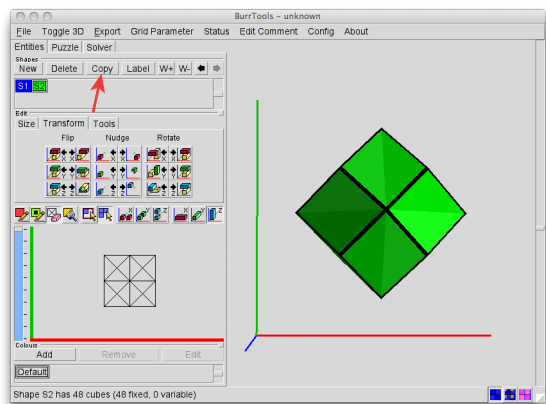 BurrTools - unknown
File Toggle 3D Export Grid Parameter Status Edit Comment Config About
Entities Puzzle Solver
Shapes
New Delete Copy Label W+ W-
S1 S2
Edit
Size Transform Tools
Flip Nudge Rotate
X X X
Y Y Y
Z Z Z
X Y Z X Y Z
Colours
Add Remove Edit
Default
Shape S2 has 48 cubes (48 fixed, 0 variable)